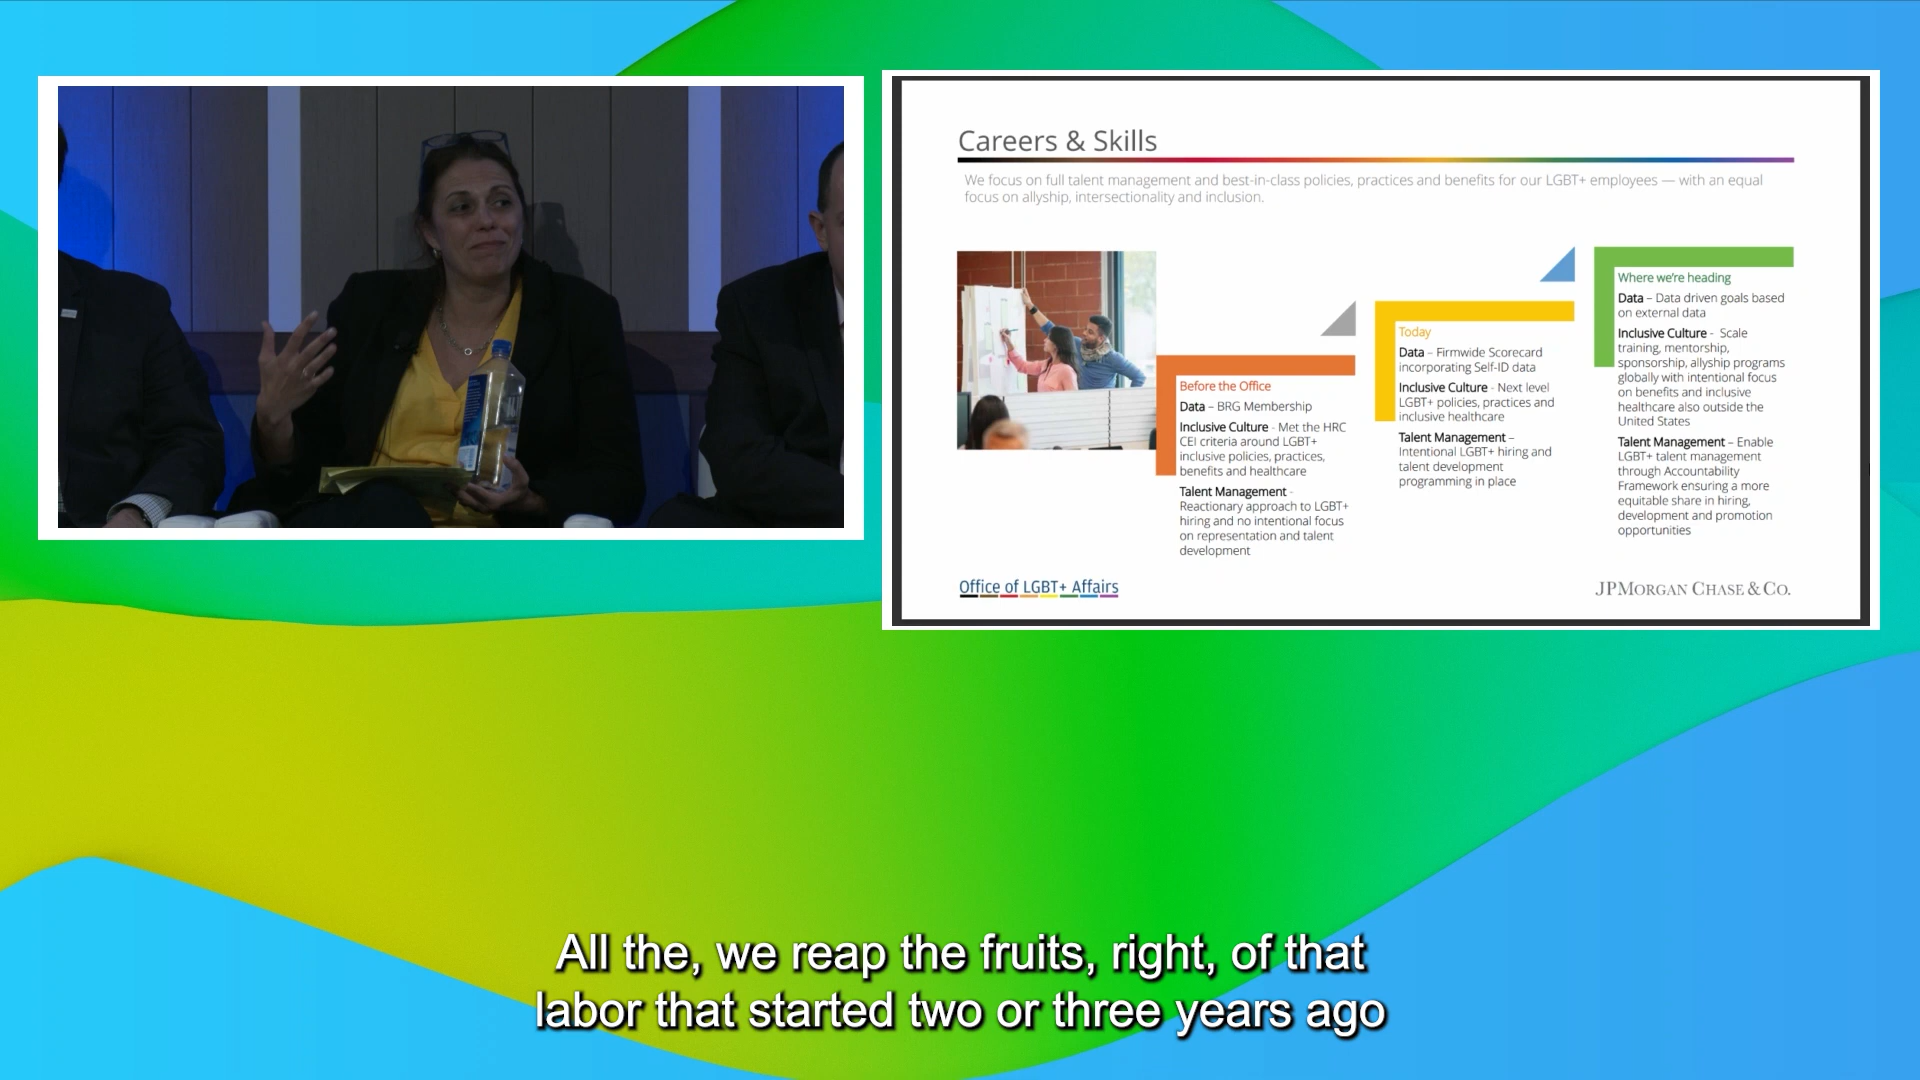 Careers & Skills
We focus on full talent management and best-in-class policies, practices and benefits for our LGBT+ employees — with an equal
focus on allyship, intersectionality and inclusion.
Before the Office
Data – BRG Membership
Inclusive Culture - Met the HRC
CEI criteria around LGBT+
inclusive policies, practices,
benefits and healthcare
Talent Management -
Reactionary approach to LGBT+
hiring and no intentional focus
on representation and talent
development
Today
Data – Firmwide Scorecard
incorporating Self-ID data
Inclusive Culture - Next level
LGBT+ policies, practices and
inclusive healthcare
Talent Management –
Intentional LGBT+ hiring and
talent development
programming in place
Where we're heading
Data – Data driven goals based
on external data
Inclusive Culture - Scale
training, mentorship,
sponsorship, allyship programs
globally with intentional focus
on benefits and inclusive
healthcare also outside the
United States
Talent Management – Enable
LGBT+ talent management
through Accountability
Framework ensuring a more
equitable share in hiring,
development and promotion
opportunities
Office of LGBT+ Affairs
JPMORGAN CHASE & CO.
All the, we reap the fruits, right, of that
labor that started two or three years ago